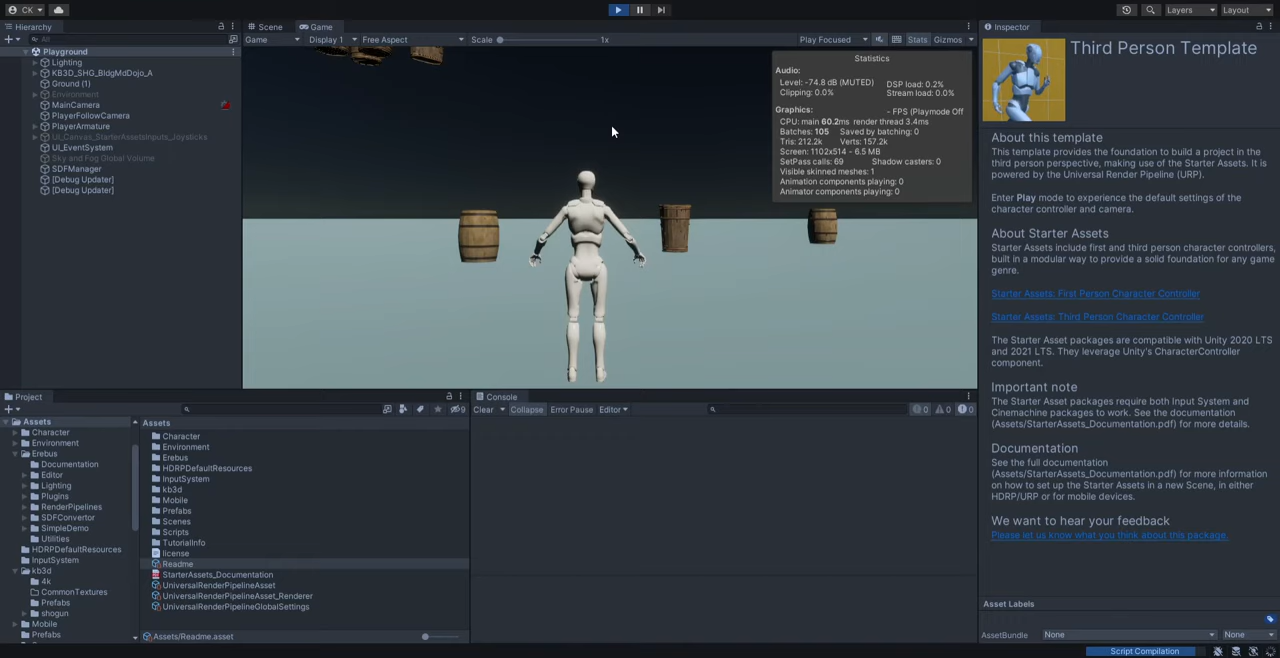 CK
Layers
Layout
Hierarchy
Scene
Game
Inspector
All
Game
Display 1
Free Aspect
Scale
1x
Play Focused
Stats
Gizmos
Playground
Lighting
KB3D_SHG_BldgMdDojo_A
Ground (1)
Environment
MainCamera
PlayerFollowCamera
PlayerArmature
UI_Canvas_StarterAssetsInputs_Joysticks
UI_EventSystem
Sky and Fog Global Volume
SDFManager
[Debug Updater]
[Debug Updater]
Statistics
Audio:
Level: -74.8 dB (MUTED) DSP load: 0.2%
Clipping: 0.0% Stream load: 0.0%
Graphics: - FPS (Playmode Off
CPU: main 60.2ms render thread 3.4ms
Batches: 105 Saved by batching: 0
Tris: 212.2k Verts: 157.2k
Screen: 1102x514 - 6.5 MB
SetPass calls: 69 Shadow casters: 0
Visible skinned meshes: 1
Animation components playing: 0
Animator components playing: 0
Third Person Template
About this template
This template provides the foundation to build a project in the
third person perspective, making use of the Starter Assets. It is
powered by the Universal Render Pipeline (URP).
Enter Play mode to experience the default settings of the
character controller and camera.
About Starter Assets
Starter Assets include first and third person character controllers,
built in a modular way to provide a solid foundation for any game
genre.
Starter Assets: First Person Character Controller
Starter Assets: Third Person Character Controller
The Starter Asset packages are compatible with Unity 2020 LTS
and 2021 LTS. They leverage Unity's CharacterController
component.
Important note
The Starter Asset packages require both Input System and
Cinemachine packages to work. See the documentation
(Assets/StarterAssets_Documentation.pdf) for more details.
Documentation
See the full documentation
(Assets/StarterAssets_Documentation.pdf) for more information
on how to set up the Starter Assets in a new Scene, in either
HDRP/URP or for mobile devices.
We want to hear your feedback
Please let us know what you think about this package.
Asset Labels
AssetBundle
None
None
Script Compilation
Project
9
Assets
Character
Environment
Erebus
Documentation
Editor
Lighting
Plugins
RenderPipelines
SDFConvertor
SimpleDemo
Utilities
HDRPDefaultResources
InputSystem
kb3d
4k
CommonTextures
Prefabs
shogun
Mobile
Prefabs
Assets
Character
Environment
Erebus
HDRPDefaultResources
InputSystem
kb3d
Mobile
Prefabs
Scenes
Scripts
TutorialInfo
license
Readme
StarterAssets_Documentation
UniversalRenderPipelineAsset
UniversalRenderPipelineAsset_Renderer
UniversalRenderPipelineGlobalSettings
Assets/Readme.asset
Console
Clear
Collapse
Error Pause
Editor
0
0
0